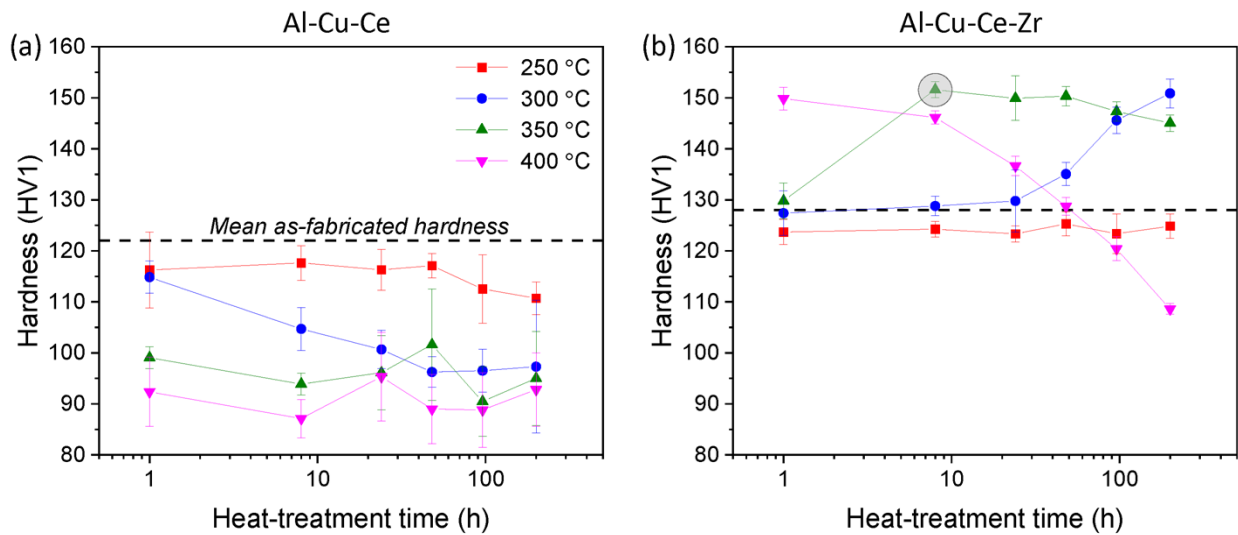 Al-Cu-Ce
(a)
160
150
140
130
120
110
100
90
80
Hardness (HV1)
250 °C
300 °C
350 °C
400 °C
Mean as-fabricated hardness
1
10
100
Heat-treatment time (h)
Al-Cu-Ce-Zr
(b)
160
150
140
130
120
110
100
90
80
Hardness (HV1)
1
10
100
Heat-treatment time (h)